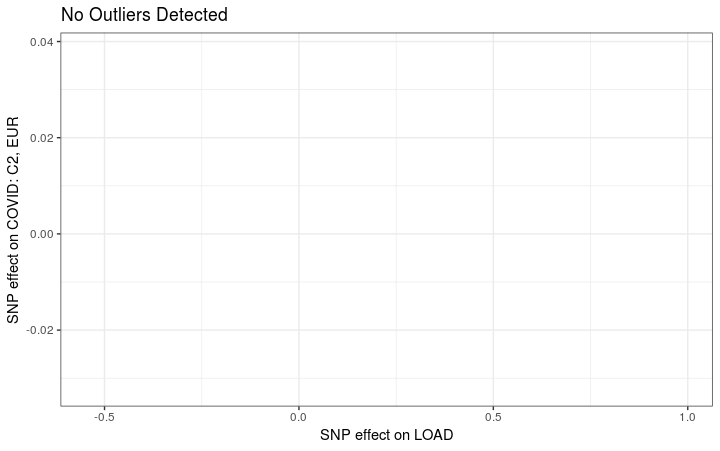 No Outliers Detected
SNP effect on COVID: C2, EUR
0.04
0.02
0.00
-0.02
-0.5
0.0
0.5
1.0
SNP effect on LOAD